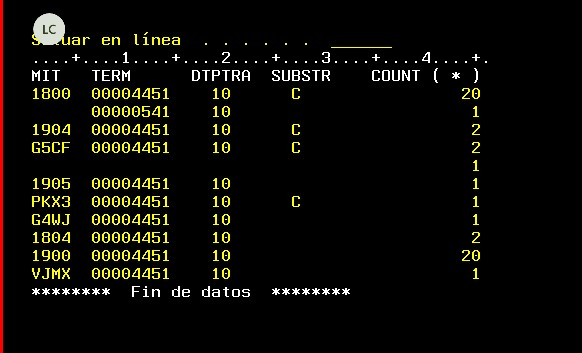 LC
Situar en línea . . . . . . ______
....+....1....+....2....+....3....+....4....+.
MIT   TERM      DTPTRA  SUBSTR    COUNT ( * )
1800  00004451    10      C                20
      00000541    10                        1
1904  00004451    10      C                 2
G5CF  00004451    10      C                 2
                                            1
1905  00004451    10                        1
PKX3  00004451    10      C                 1
G4WJ  00004451    10                        1
1804  00004451    10                        2
1900  00004451    10                       20
VJMX  00004451    10                        1
********  Fin de datos  ********